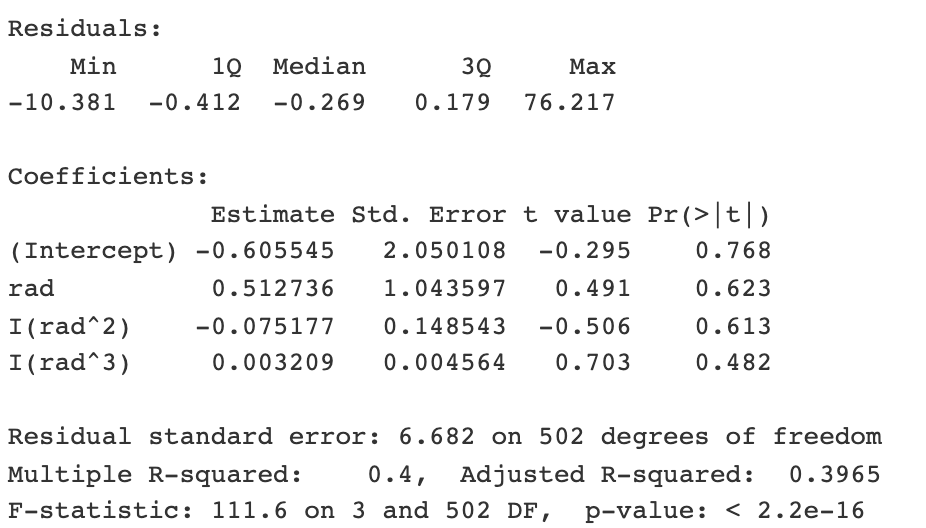 Residuals:
Min 1Q Median 3Q Max
-10.381 -0.412 -0.269 0.179 76.217
Coefficients:
Estimate Std. Error t value Pr(>|t|)
(Intercept) -0.605545 2.050108 -0.295 0.768
rad 0.512736 1.043597 0.491 0.623
I(rad^2) -0.075177 0.148543 -0.506 0.613
I(rad^3) 0.003209 0.004564 0.703 0.482
Residual standard error: 6.682 on 502 degrees of freedom
Multiple R-squared: 0.4, Adjusted R-squared: 0.3965
F-statistic: 111.6 on 3 and 502 DF, p-value: < 2.2e-16